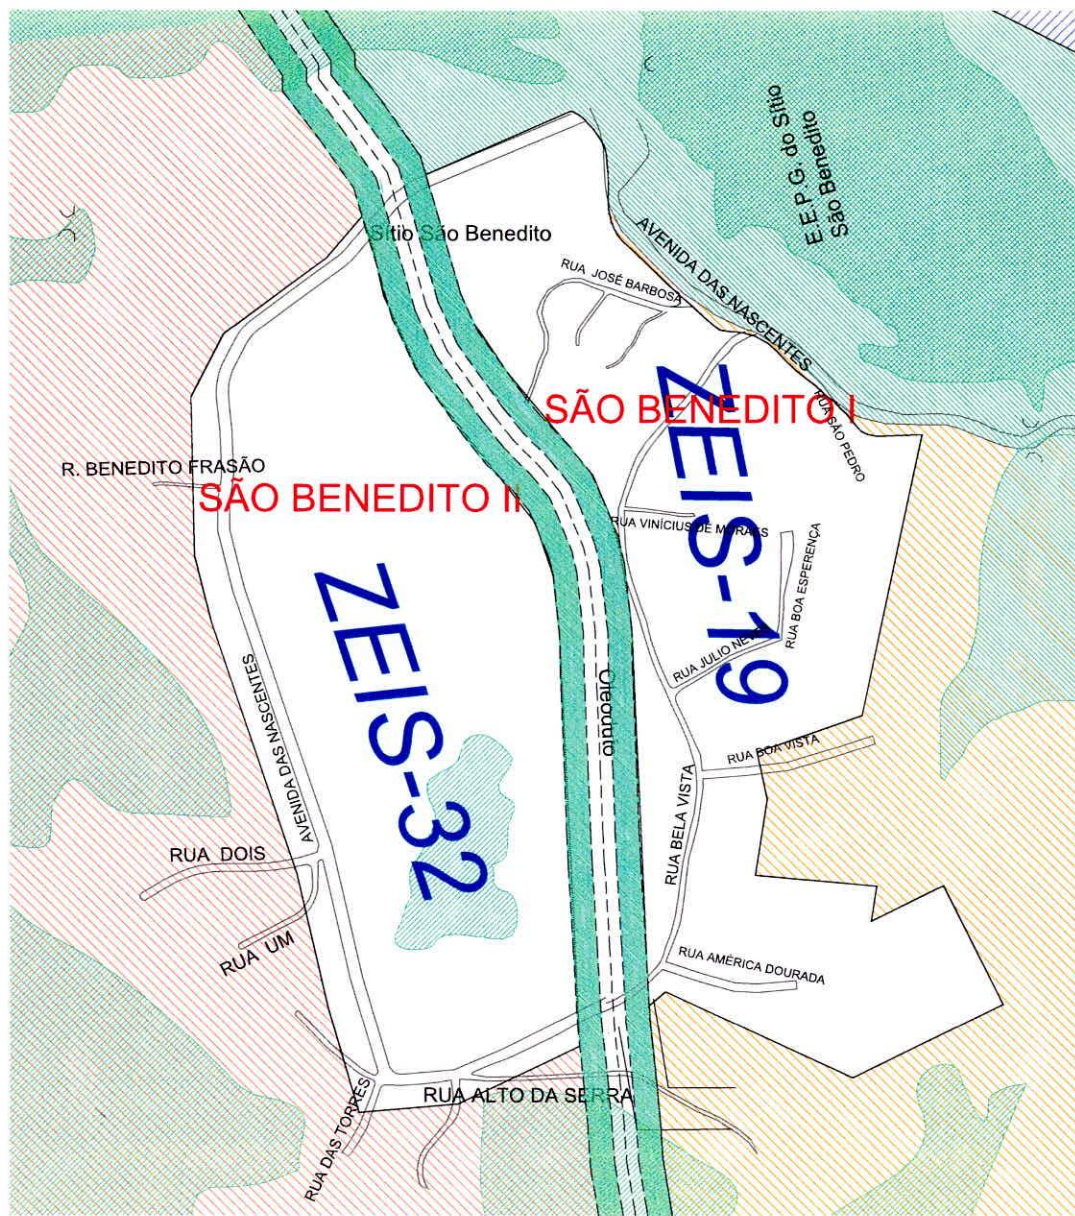 E.E.P.G. do Sítio
São Benedito
Sítio São Benedito
AVENIDA DAS NASCENTES
RUA JOSÉ BARBOSA
SÃO BENEDITO I
RUA SÃO PEDRO
ZEIS-19
R. BENEDITO FRASÃO
SÃO BENEDITO II
RUA VINÍCIUS DE MORAES
RUA BOA ESPERENÇA
ZEIS-32
RUA JULIO NEVES
Oleoduto
AVENIDA DAS NASCENTES
RUA BOA VISTA
RUA BELA VISTA
RUA DOIS
RUA UM
RUA AMÉRICA DOURADA
RUA ALTO DA SERRA
RUA DAS TORRES